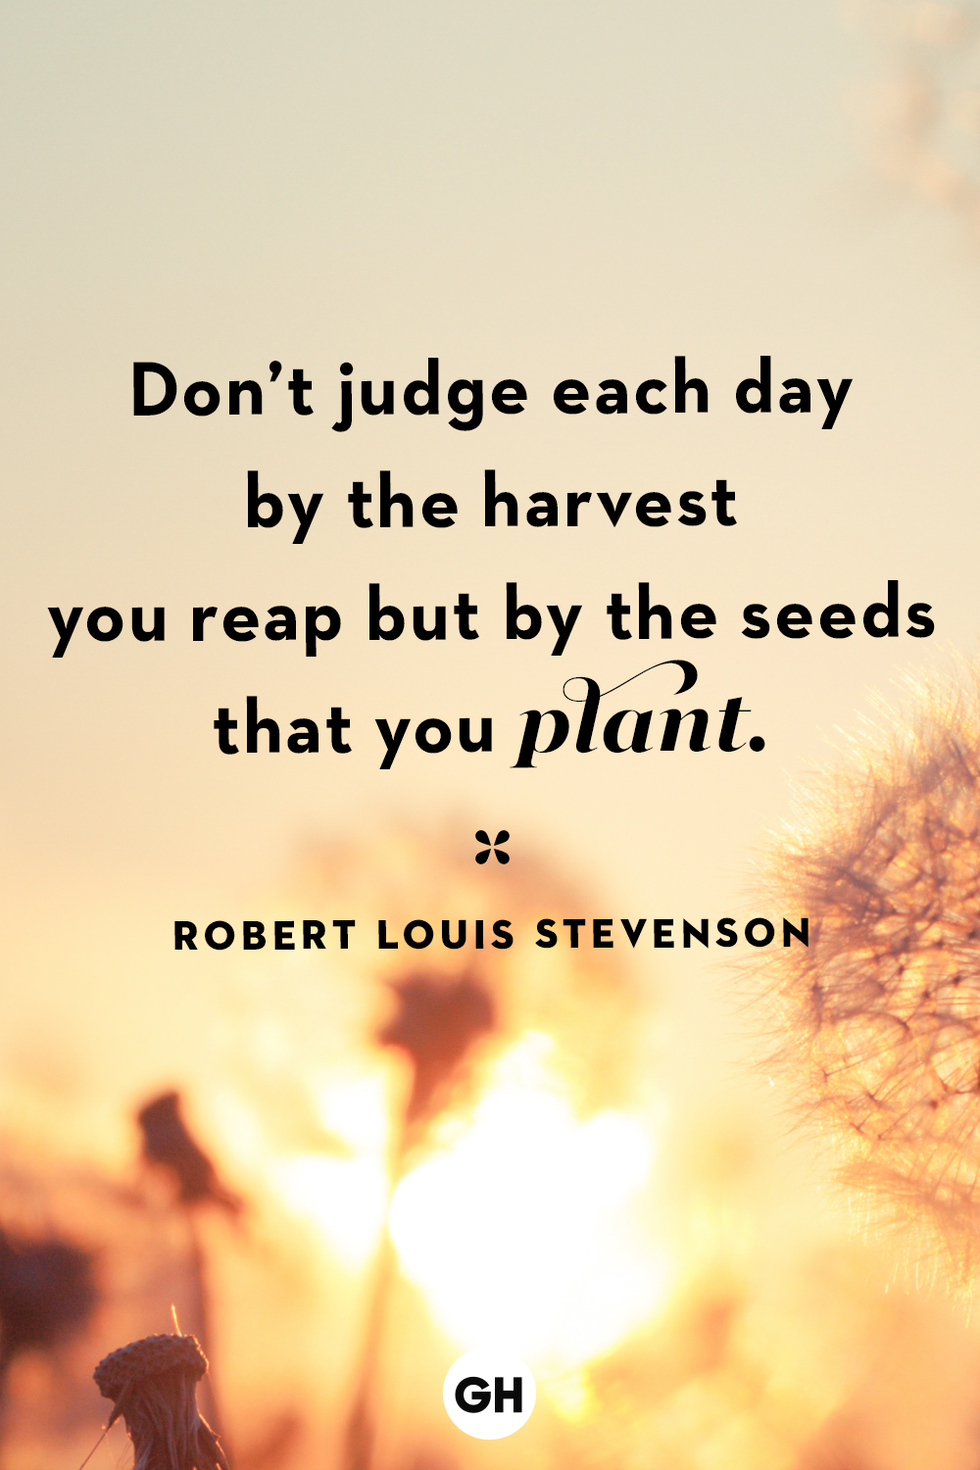 Don’t judge each day
by the harvest
you reap but by the seeds
that you plant.
ROBERT LOUIS STEVENSON
GH